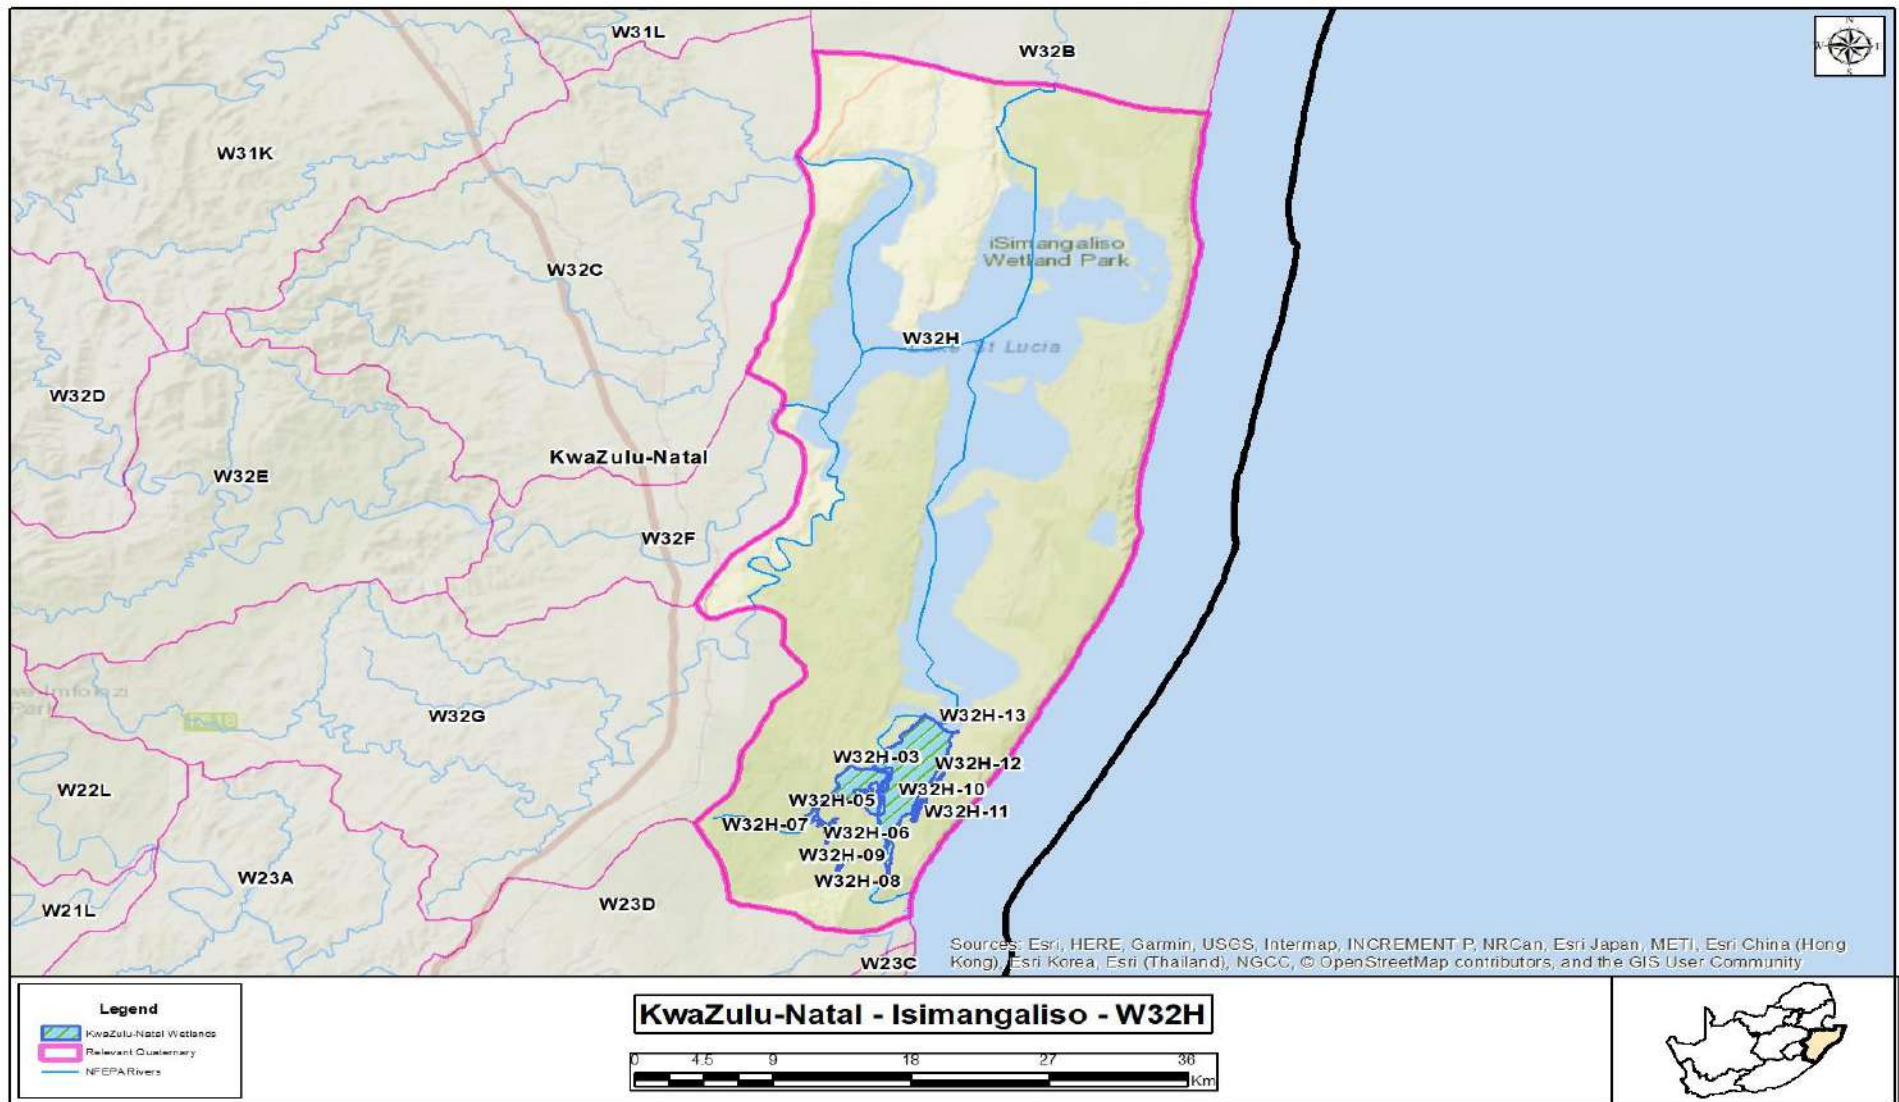 W31L
W32B
N
W
E
S
W31K
iSimangaliso
Wetland Park
W32C
W32H
Lake St Lucia
W32D
KwaZulu-Natal
W32E
W32F
W32G
W32H-13
W32H-03
W32H-12
W22L
W32H-10
W32H-05
W32H-11
W32H-07
W32H-06
W32H-09
W23A
W32H-08
W23D
W21L
Sources: Esri, HERE, Garmin, USGS, Intermap, INCREMENT P, NRCan, Esri Japan, METI, Esri China (Hong
Kong), Esri Korea, Esri (Thailand), NGCC, © OpenStreetMap contributors, and the GIS User Community
W23C
Legend
KwaZulu-Natal Wetlands
Relevant Quaternary
NFEPA Rivers
KwaZulu-Natal - Isimangaliso - W32H
0 4.5 9 18 27 36
Km